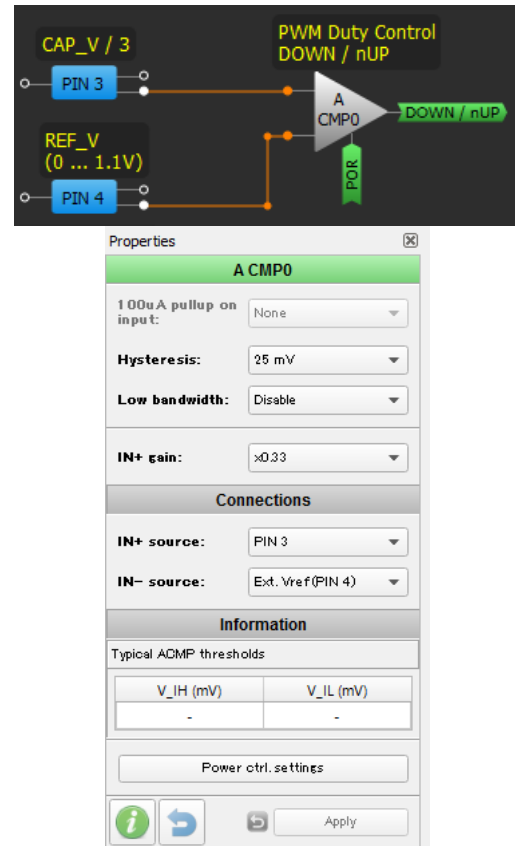 CAP_V / 3
PWM Duty Control
DOWN / nUP
PIN 3
A
CMP0
DOWN / nUP
REF_V
(0 ... 1.1V)
POR
PIN 4
Properties
A CMP0
100uA pullup on
input:
None
Hysteresis:
25 mV
Low bandwidth:
Disable
IN+ gain:
x0.33
Connections
IN+ source:
PIN 3
IN- source:
Ext. Vref(PIN 4)
Information
Typical ACMP thresholds
V_IH (mV)
V_IL (mV)
-
-
Power ctrl. settings
i
Apply